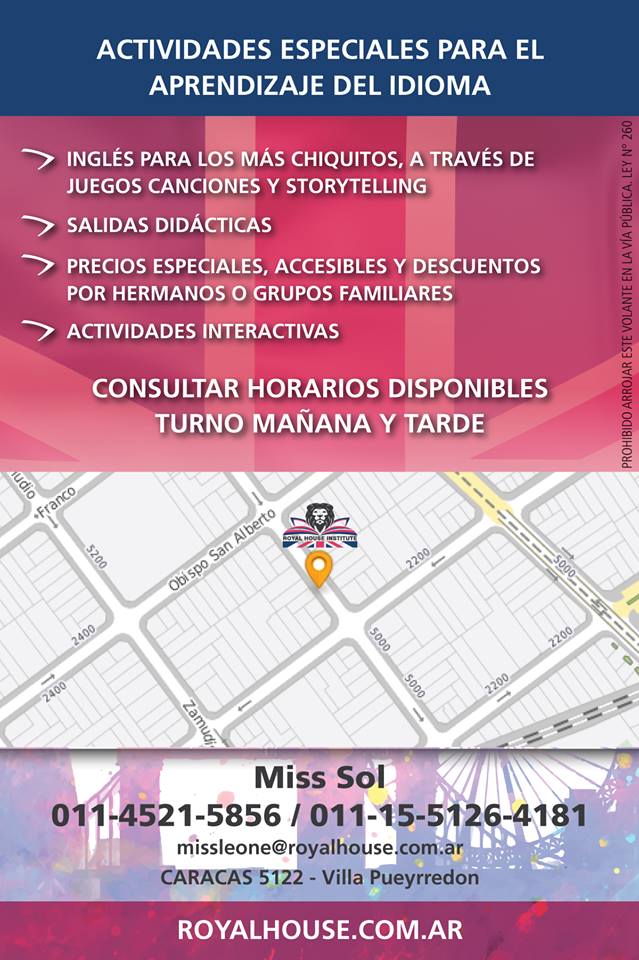 ACTIVIDADES ESPECIALES PARA EL
APRENDIZAJE DEL IDIOMA
INGLÉS PARA LOS MÁS CHIQUITOS, A TRAVÉS DE
JUEGOS CANCIONES Y STORYTELLING
SALIDAS DIDÁCTICAS
PRECIOS ESPECIALES, ACCESIBLES Y DESCUENTOS
POR HERMANOS O GRUPOS FAMILIARES
ACTIVIDADES INTERACTIVAS
CONSULTAR HORARIOS DISPONIBLES
TURNO MAÑANA Y TARDE
PROHIBIDO ARROJAR ESTE VOLANTE EN LA VÍA PÚBLICA, LEY Nº 260
udio
Franco
5200
Obispo San Alberto
ROYAL HOUSE INSTITUTE
2200
5000
2400
2400
5000
5000
2200
2200
Zamudi
Miss Sol
011-4521-5856 / 011-15-5126-4181
missleone@royalhouse.com.ar
CARACAS 5122 - Villa Pueyrredon
ROYALHOUSE.COM.AR